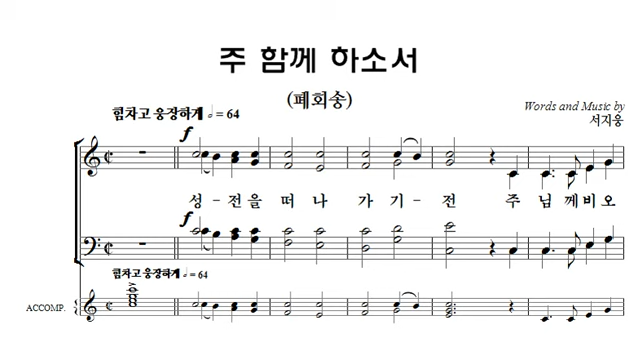 주 함께 하소서
(폐회송)
힘차고 웅장하게 = 64
Words and Music by
서지웅
f
성-전을 떠 나 가 기-전 주 님 께 비 오
f
힘차고 웅장하게 = 64
ACCOMP.